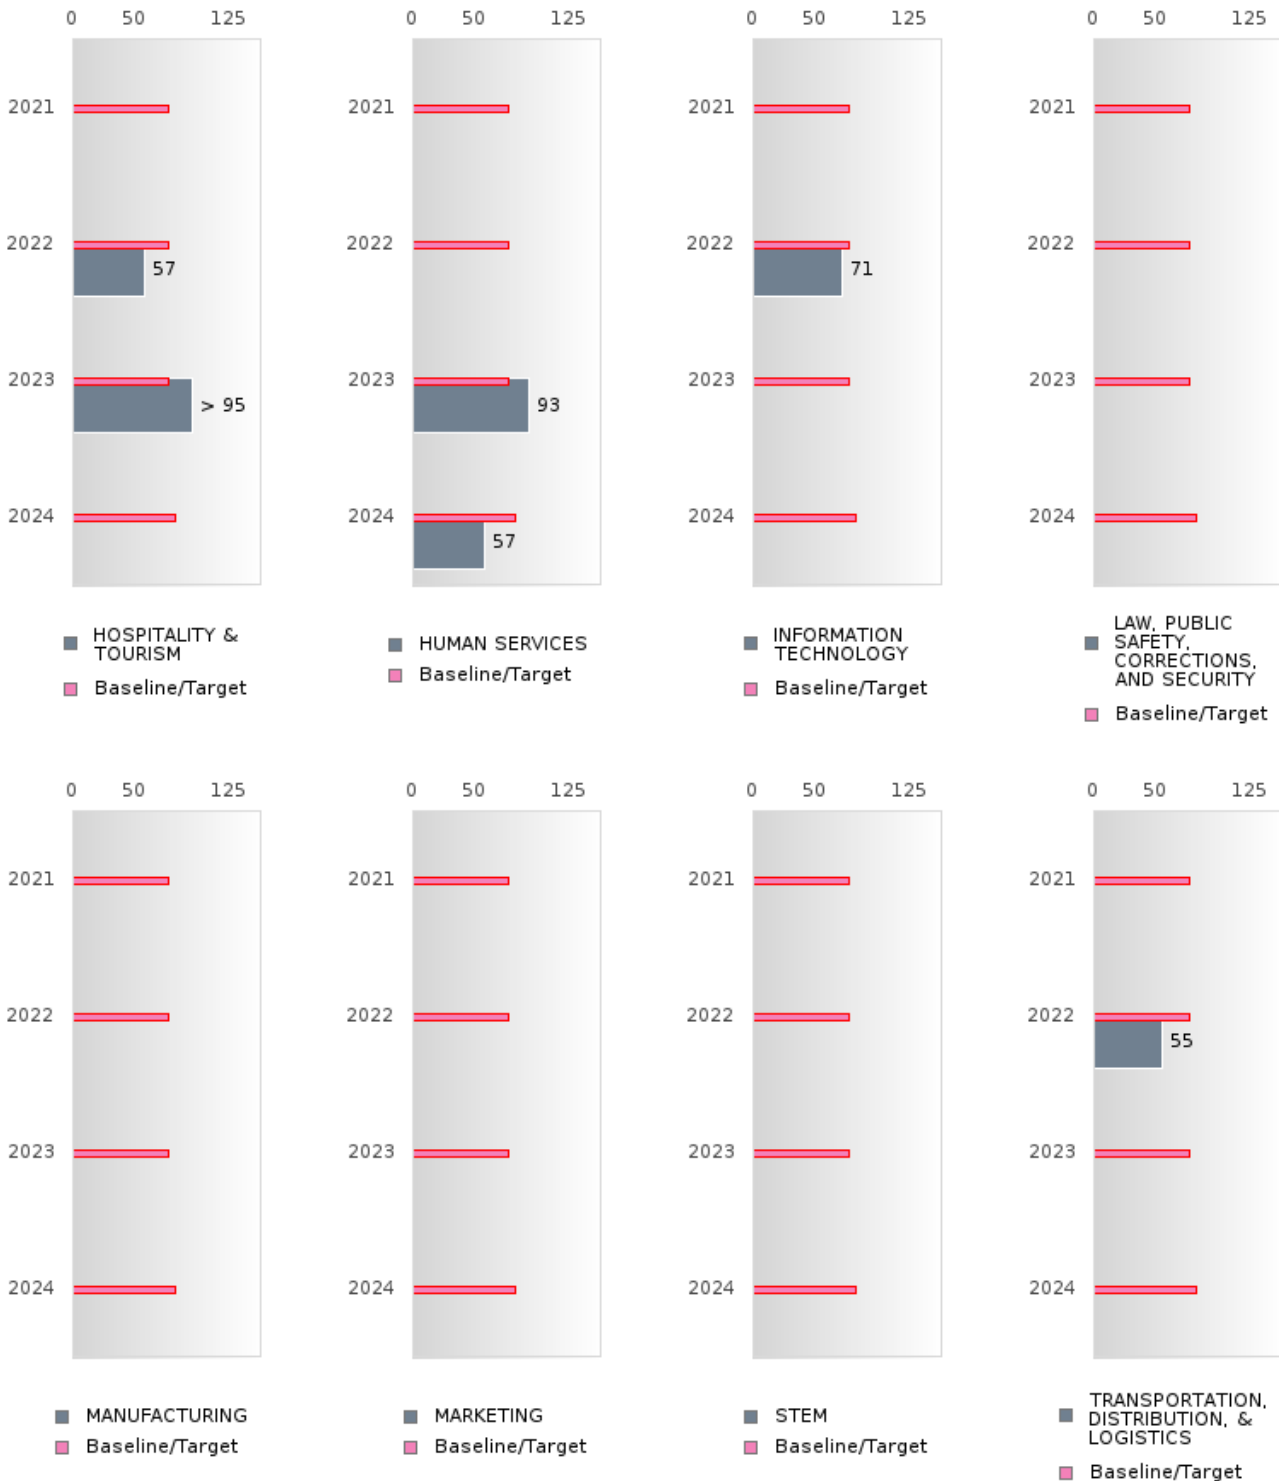 0 50 125
0 50 125
0 50 125
0 50 125
2021 2021 2021 2021
2022 2022 2022 2022
57 71
2023 2023 2023 2023
> 95 93
2024 2024 2024 2024
57
HOSPITALITY &
TOURISM
Baseline/Target
HUMAN SERVICES
Baseline/Target
INFORMATION
TECHNOLOGY
Baseline/Target
LAW, PUBLIC
SAFETY,
CORRECTIONS,
AND SECURITY
Baseline/Target
0 50 125
0 50 125
0 50 125
0 50 125
2021 2021 2021 2021
2022 2022 2022 2022
55
2023 2023 2023 2023
2024 2024 2024 2024
MANUFACTURING
Baseline/Target
MARKETING
Baseline/Target
STEM
Baseline/Target
TRANSPORTATION,
DISTRIBUTION, &
LOGISTICS
Baseline/Target